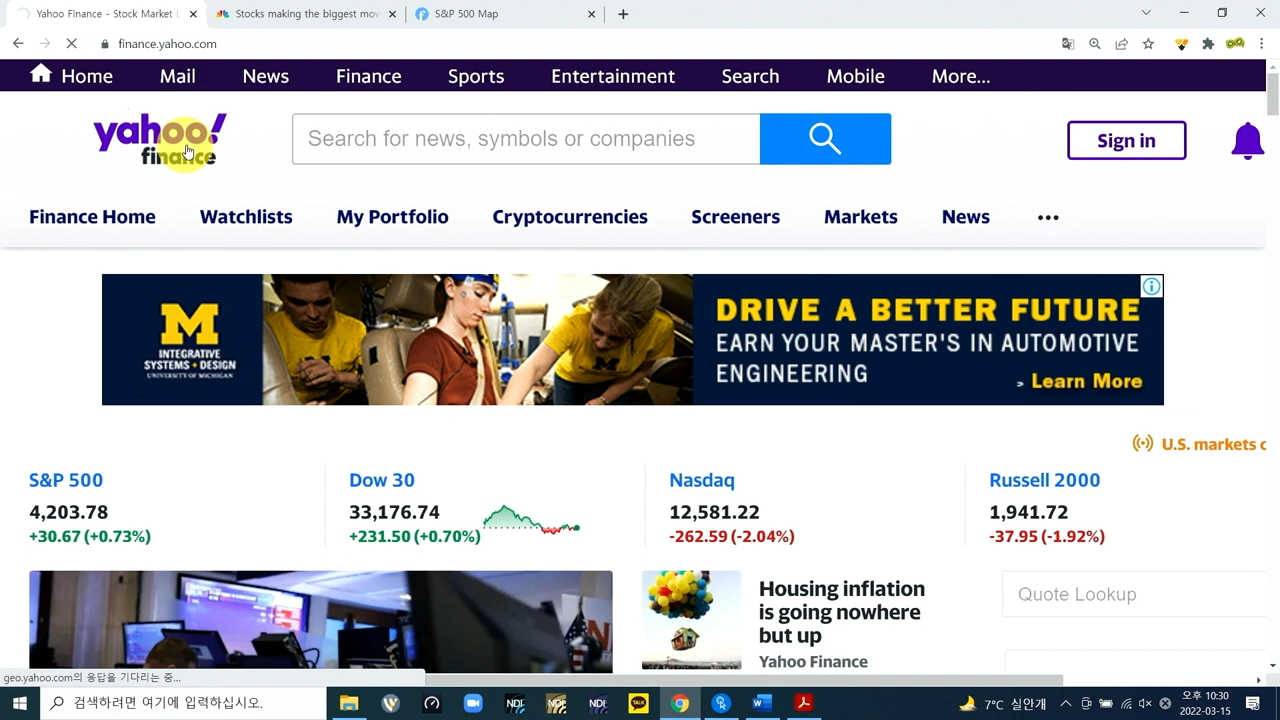 Yahoo Finance - Stock Market L
Stocks making the biggest mov
S&P 500 Map
finance.yahoo.com
Home Mail News Finance Sports Entertainment Search Mobile More...
yahoo!
finance
Search for news, symbols or companies
Sign in
Finance Home Watchlists My Portfolio Cryptocurrencies Screeners Markets News
M
INTEGRATIVE
SYSTEMS + DESIGN
UNIVERSITY OF MICHIGAN
DRIVE A BETTER FUTURE
EARN YOUR MASTER'S IN AUTOMOTIVE
ENGINEERING
> Learn More
U.S. markets c
S&P 500
4,203.78
+30.67 (+0.73%)
Dow 30
33,176.74
+231.50 (+0.70%)
Nasdaq
12,581.22
-262.59 (-2.04%)
Russell 2000
1,941.72
-37.95 (-1.92%)
Housing inflation
is going nowhere
but up
Yahoo Finance
Quote Lookup
geo.yahoo.com의 응답을 기다리는 중...
검색하려면 여기에 입력하십시오.
TALK
7°C 실안개
오후 10:30
2022-03-15